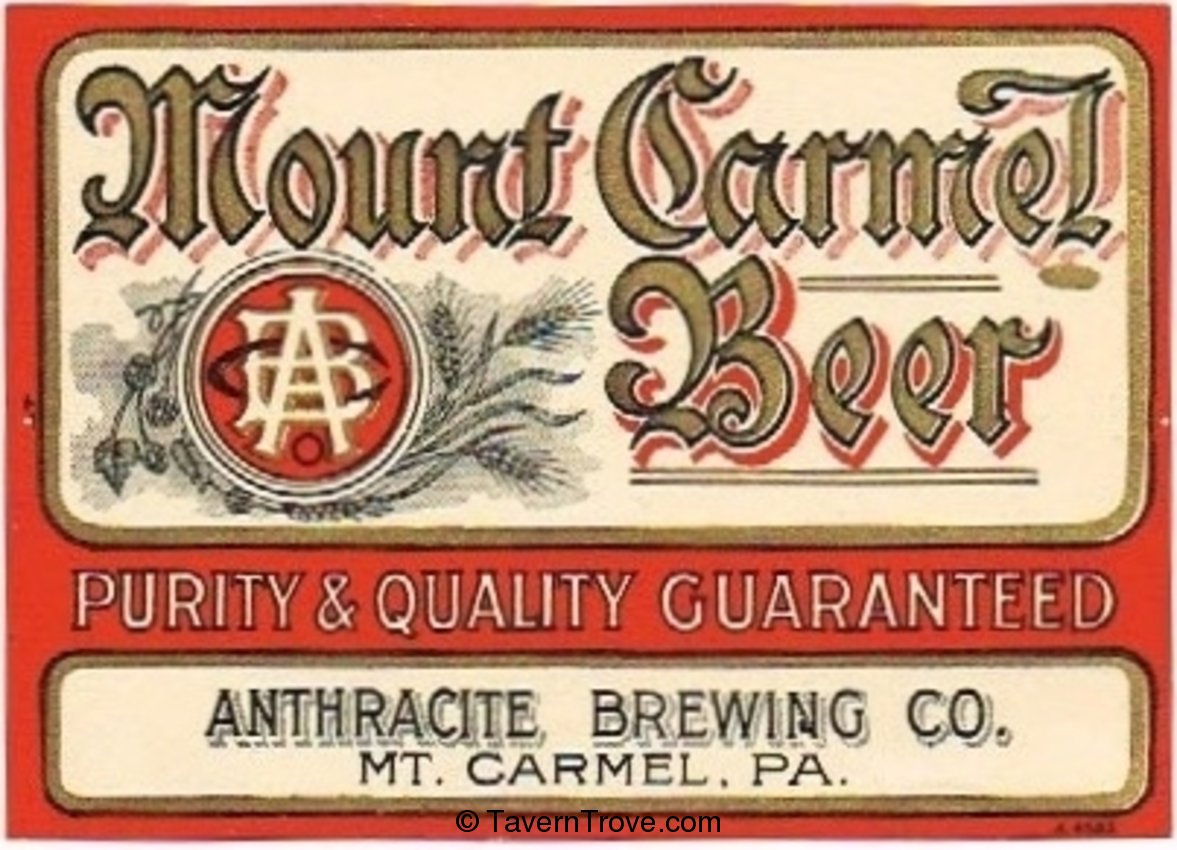 Mount Carmel
Beer
PURITY & QUALITY GUARANTEED
ANTHRACITE BREWING CO.
MT. CARMEL, PA.
© TavernTrove.com